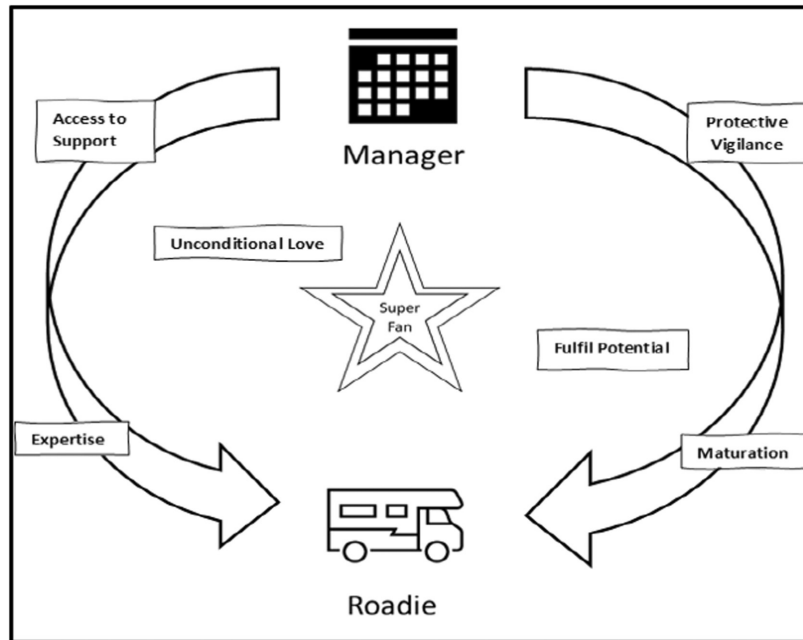 Access to
Support
Manager
Protective
Vigilance
Unconditional Love
Super
Fan
Fulfil Potential
Expertise
Maturation
Roadie